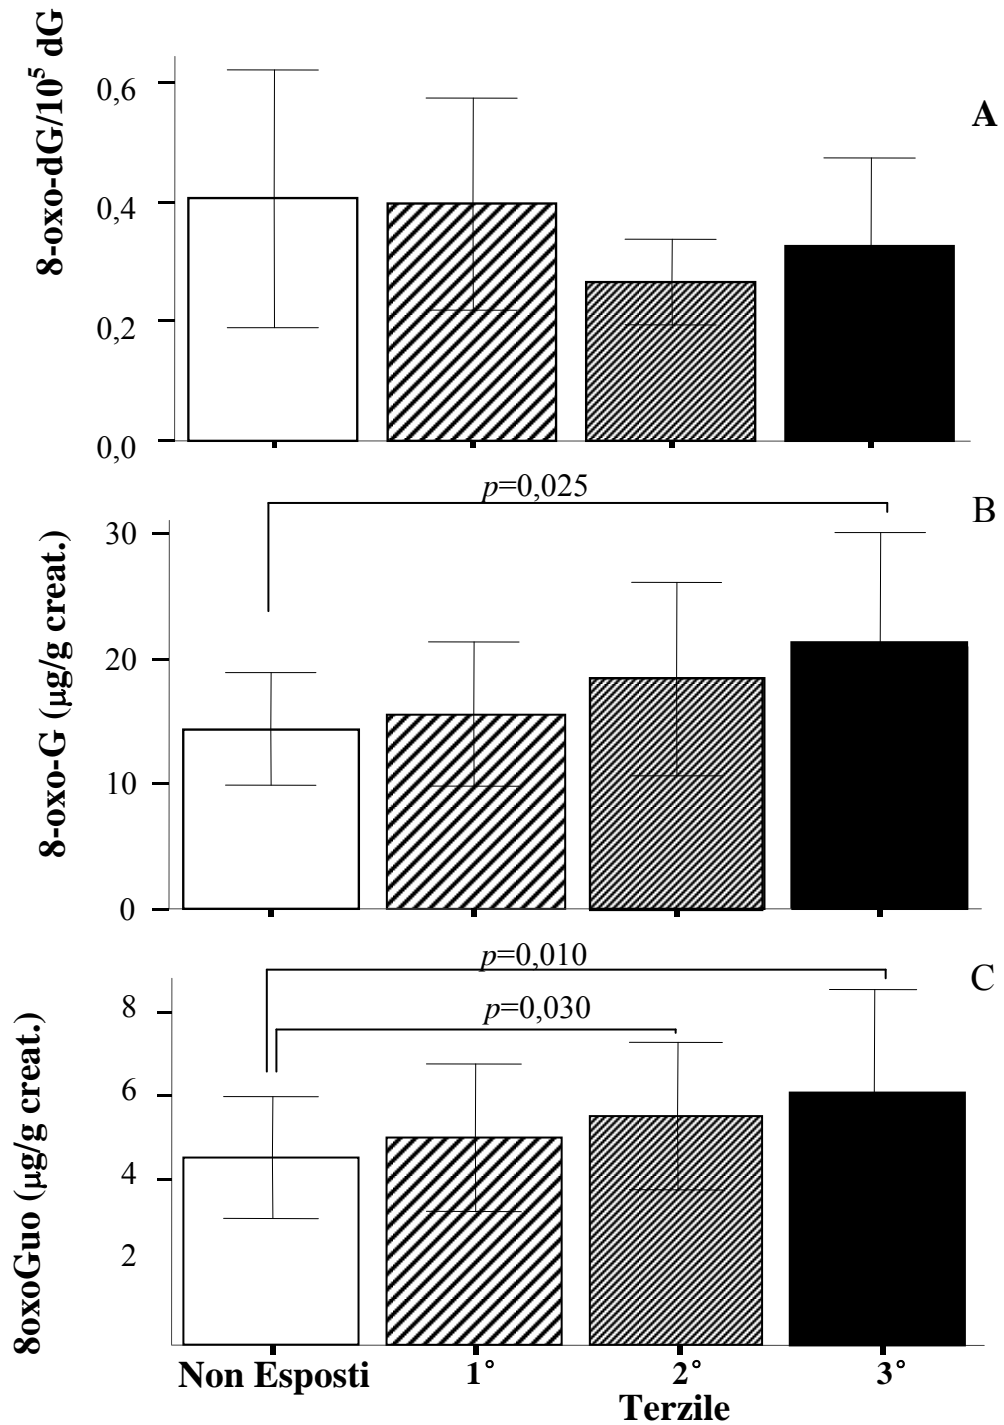 8-oxo-dG/10⁵ dG
A
0,6
0,4
0,2
0,0
p=0,025
B
8-oxo-G (µg/g creat.)
30
20
10
0
p=0,010
C
p=0,030
8oxoGuo (µg/g creat.)
8
6
4
2
Non Esposti 1° 2° 3°
Terzile